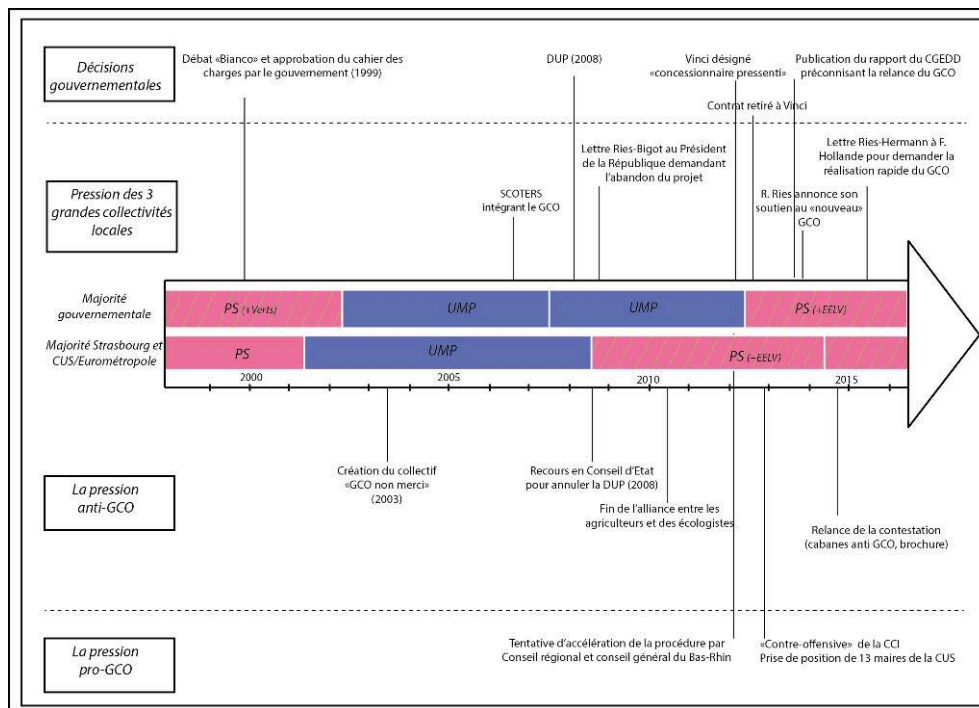 Décisions
gouvernementales
Débat «Bianco» et approbation du cahier des
charges par le gouvernement (1999)
DUP (2008)
Vinci désigné
«concessionnaire pressenti»
Publication du rapport du CGEDD
préconisant la relance du GCO
Contrat retiré à Vinci
Pression des 3
grandes collectivités
locales
SCOTERS
intégrant le GCO
Lettre Ries-Bigot au Président
de la République demandant
l'abandon du projet
Lettre Ries-Hermann à F.
Hollande pour demander la
réalisation rapide du GCO
R. Ries annonce son
soutien au «nouveau»
GCO
Majorité
gouvernementale
PS (+Verts)
UMP
UMP
PS (+EELV)
Majorité Strasbourg et
CUS/Eurométropole
PS
UMP
PS (+EELV)
2000
2005
2010
2015
La pression
anti-GCO
Création du collectif
«GCO non merci»
(2003)
Recours en Conseil d'Etat
pour annuler la DUP (2008)
Fin de l'alliance entre les
agriculteurs et des écologistes
Relance de la contestation
(cabanes anti GCO, brochure)
La pression
pro-GCO
Tentative d'accélération de la procédure par
Conseil régional et conseil général du Bas-Rhin
«Contre-offensive» de la CCI
Prise de position de 13 maires de la CUS